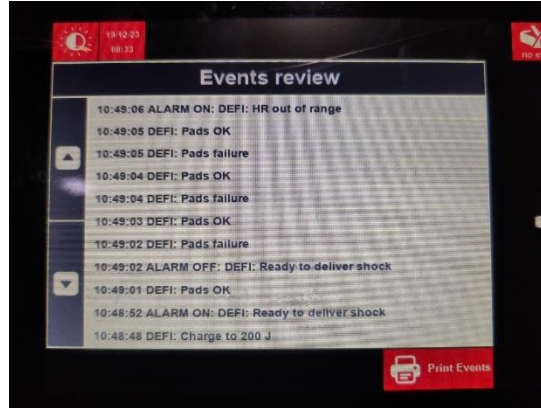 19/12/23
08:33
no e
Events review
10:49:06 ALARM ON: DEFI: HR out of range
10:49:05 DEFI: Pads OK
10:49:05 DEFI: Pads failure
10:49:04 DEFI: Pads OK
10:49:04 DEFI: Pads failure
10:49:03 DEFI: Pads OK
10:49:02 DEFI: Pads failure
10:49:02 ALARM OFF: DEFI: Ready to deliver shock
10:49:01 DEFI: Pads OK
10:48:52 ALARM ON: DEFI: Ready to deliver shock
10:48:48 DEFI: Charge to 200 J
Print Events